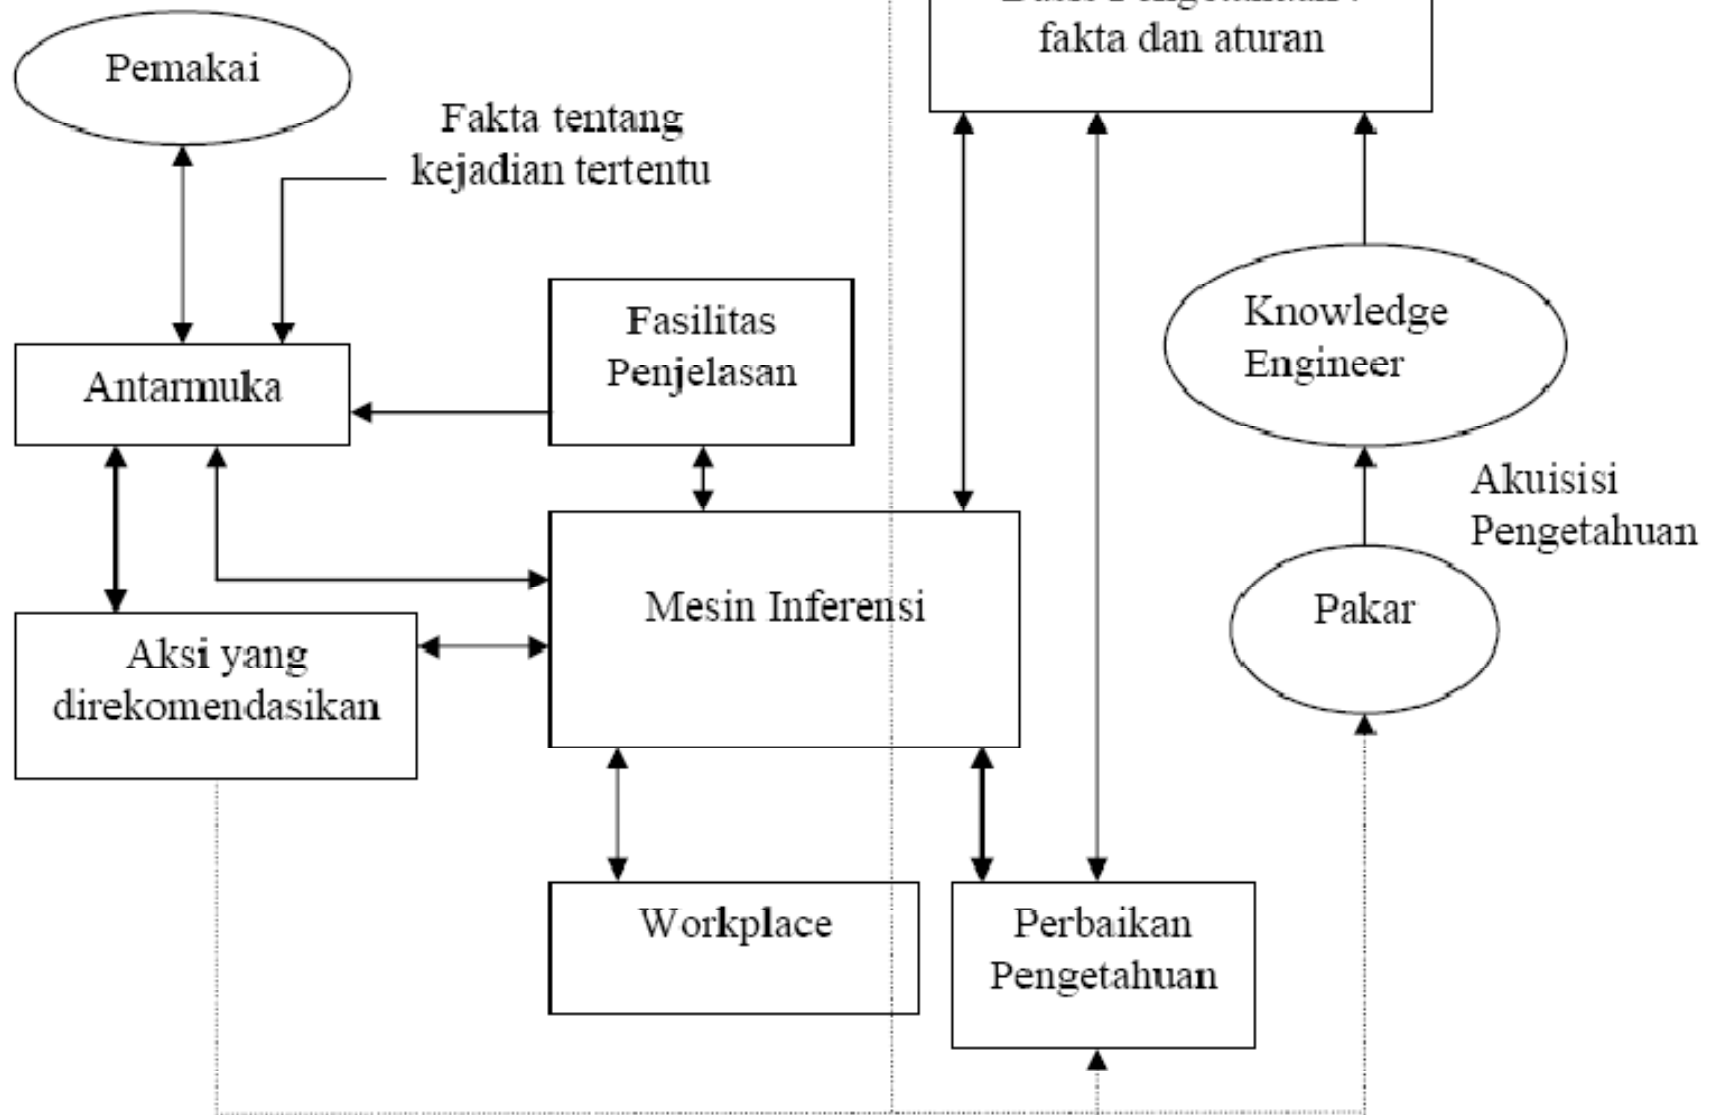 Pemakai
Fakta tentang
kejadian tertentu
fakta dan aturan
Fasilitas
Penjelasan
Antarmuka
Knowledge
Engineer
Akuisisi
Pengetahuan
Mesin Inferensi
Pakar
Aksi yang
direkomendasikan
Workplace
Perbaikan
Pengetahuan